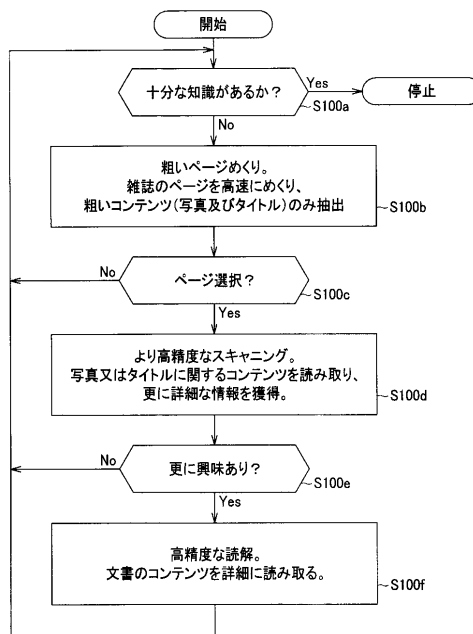 開始
十分な知識があるか？
Yes
停止
S100a
No
粗いページめくり。
雑誌のページを高速にめくり、
粗いコンテンツ(写真及びタイトル)のみ抽出
S100b
No
ページ選択？
S100c
Yes
より高精度なスキャニング。
写真又はタイトルに関するコンテンツを読み取り、
更に詳細な情報を獲得。
S100d
No
更に興味あり？
S100e
Yes
高精度な読解。
文書のコンテンツを詳細に読み取る。
S100f